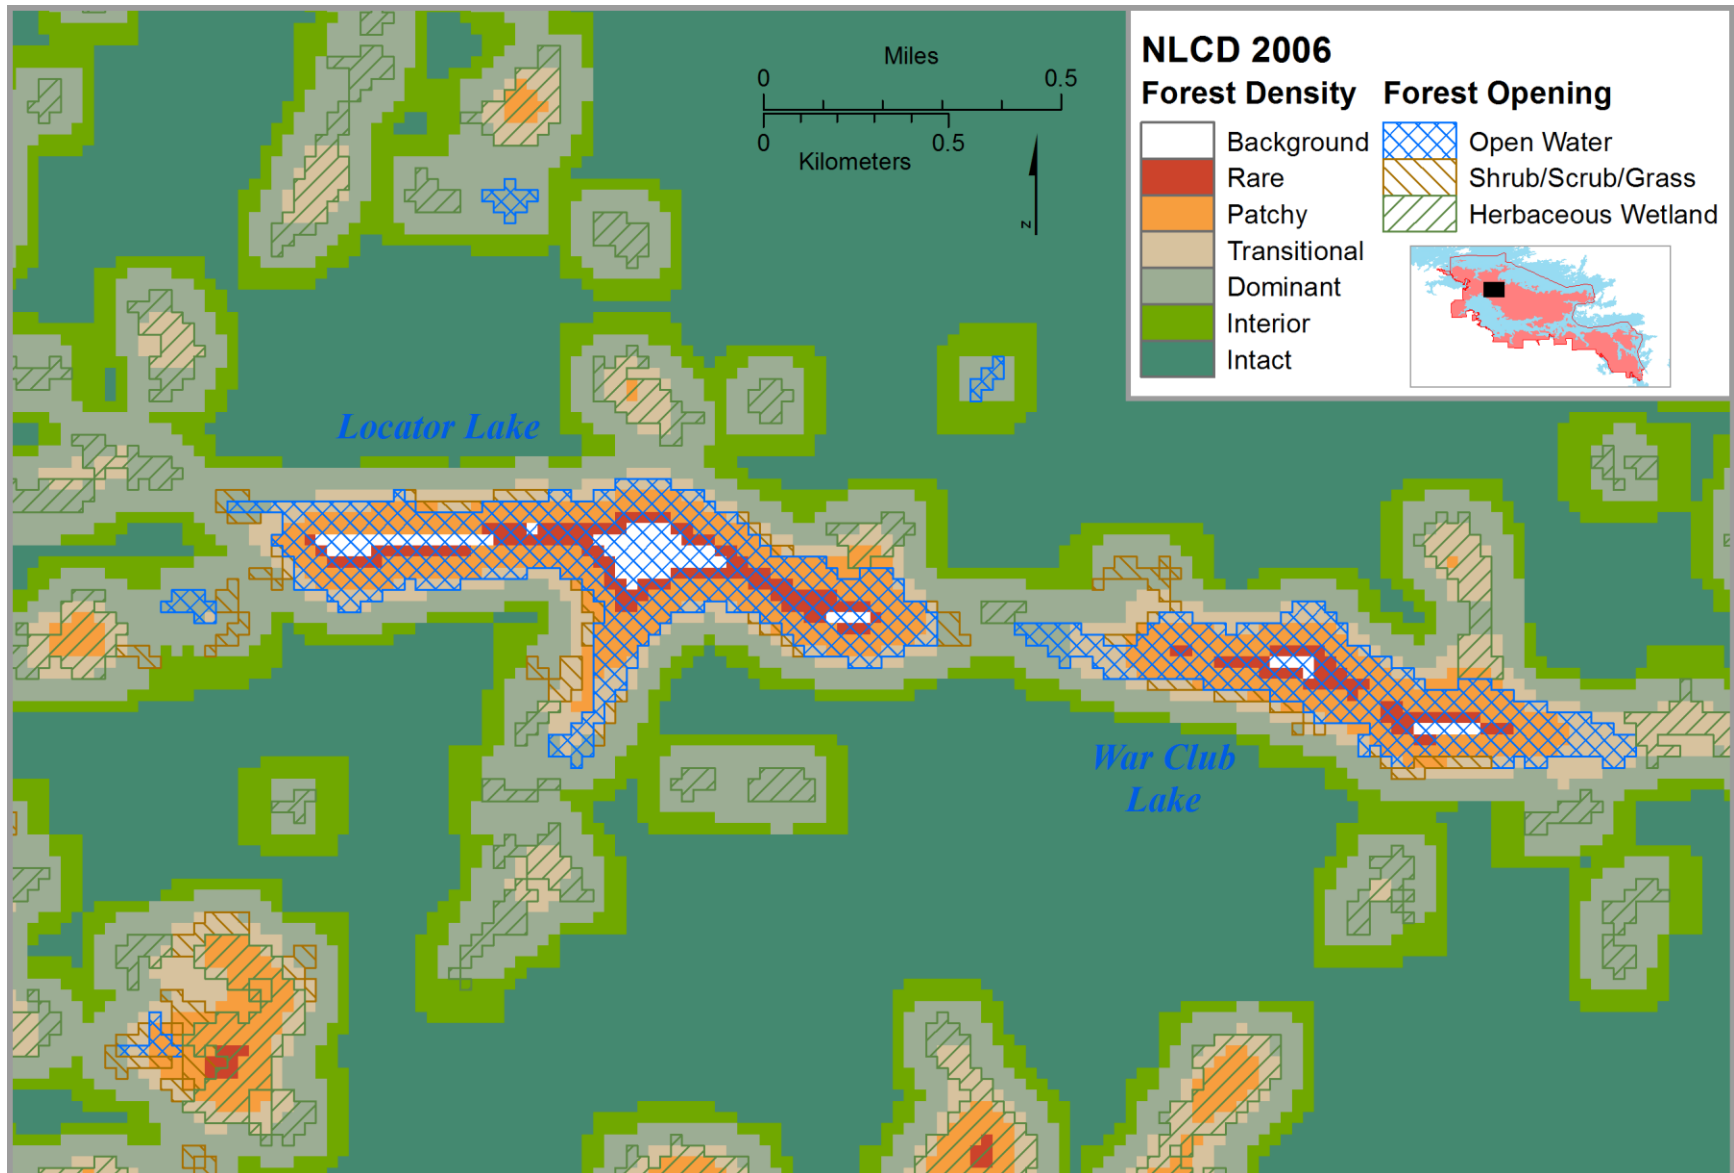 Miles
0 0.5
0 0.5
Kilometers
z
NLCD 2006
Forest Density Forest Opening
Background
Rare
Patchy
Transitional
Dominant
Interior
Intact
Open Water
Shrub/Scrub/Grass
Herbaceous Wetland
Locator Lake
War Club
Lake